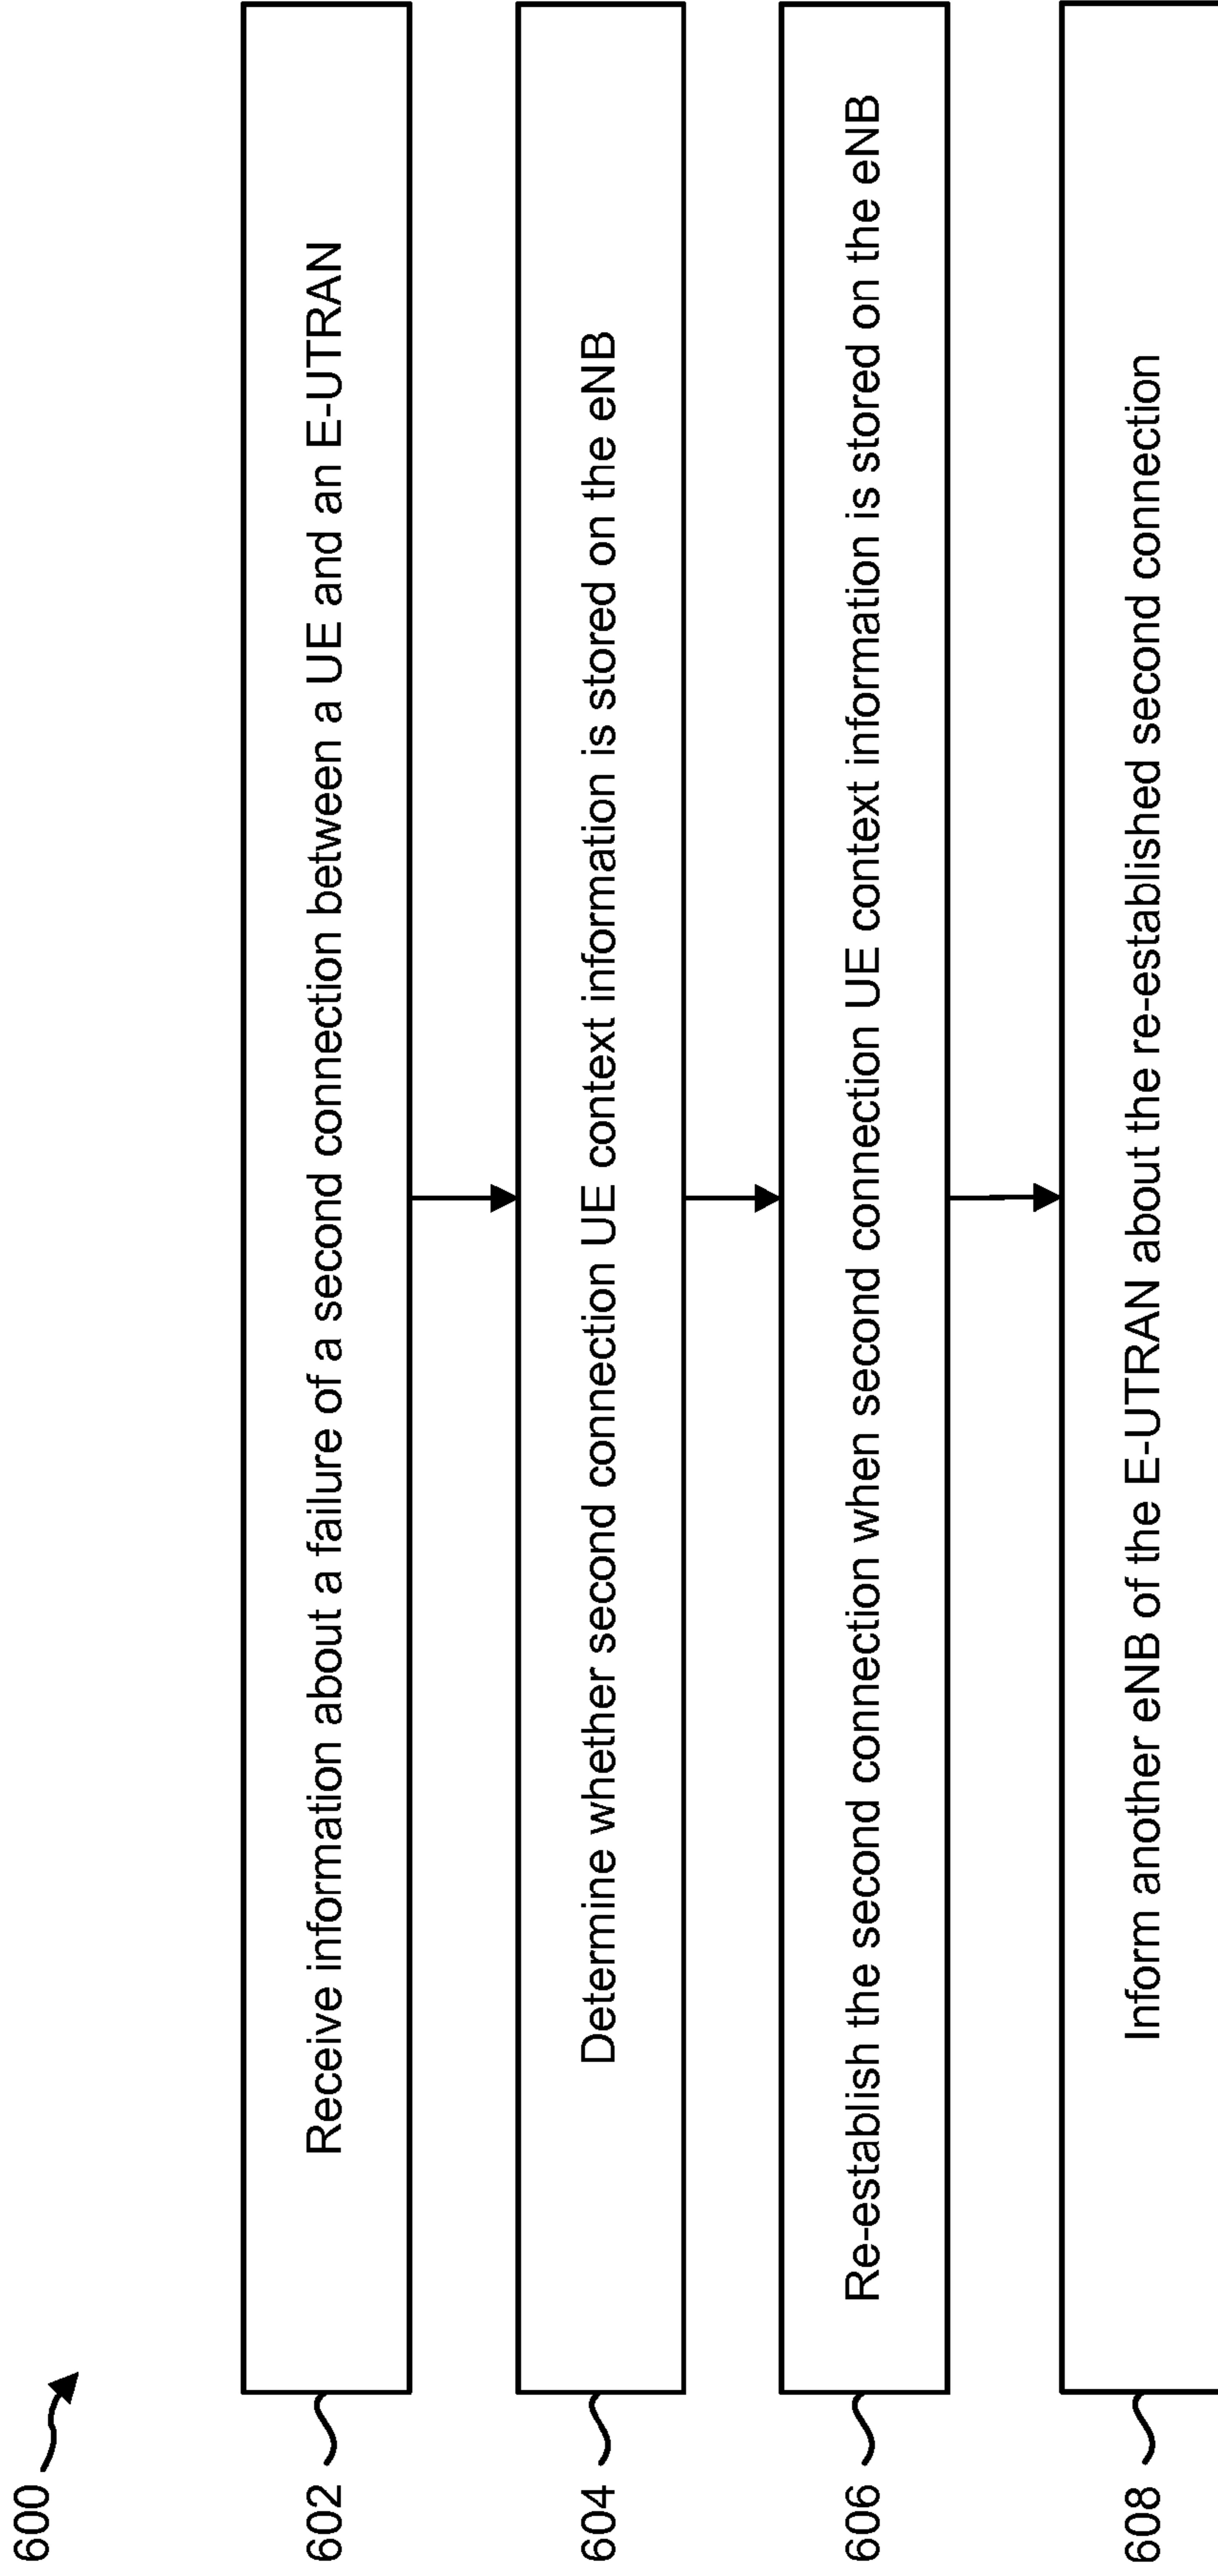 600
602
Receive information about a failure of a second connection between a UE and an E-UTRAN
604
Determine whether second connection UE context information is stored on the eNB
606
Re-establish the second connection when second connection UE context information is stored on the eNB
608
Inform another eNB of the E-UTRAN about the re-established second connection